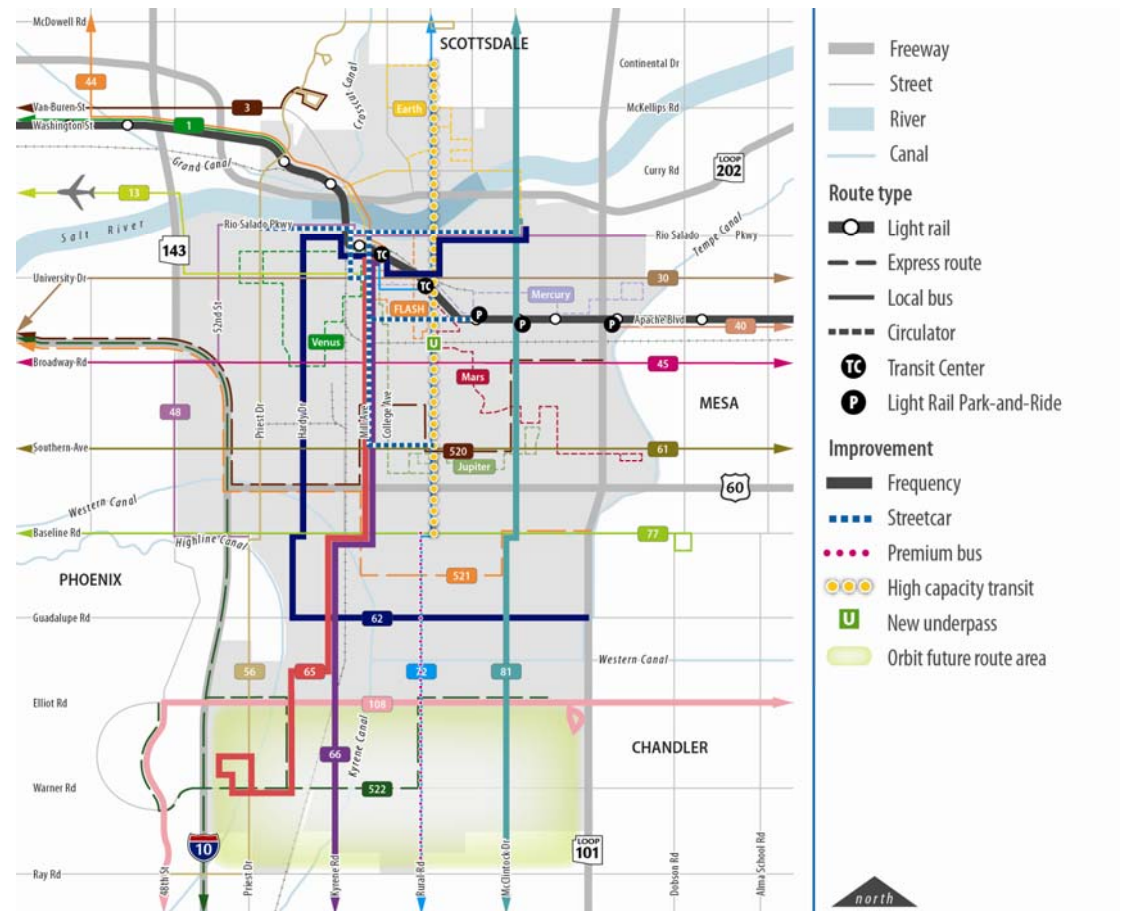 McDowell Rd
SCOTTSDALE
Continental Dr
44
Crosscut Canal
Van Buren St
3
Earth
McKellips Rd
Washington St
1
Grand Canal
Curry Rd
LOOP
202
13
Salt River
143
Rio Salado Pkwy
Rio Salado Pkwy
Tempe Canal
TC
University Dr
30
TC
Mercury
52nd St
FLASH
P
P
P
Apache Blvd
40
Venus
U
Broadway Rd
45
Mars
48
Priest Dr
Hardy Dr
Mill Ave
College Ave
MESA
Southern Ave
520
61
Jupiter
60
Western Canal
Baseline Rd
Highline Canal
77
PHOENIX
521
Guadalupe Rd
62
Western Canal
56
65
72
81
Elliot Rd
108
Kyrene Canal
CHANDLER
66
Warner Rd
522
10
LOOP
101
Ray Rd
48th St
Priest Dr
Kyrene Rd
Rural Rd
McClintock Dr
Dobson Rd
Alma School Rd
Freeway
Street
River
Canal
Route type
Light rail
Express route
Local bus
Circulator
TC Transit Center
P Light Rail Park-and-Ride
Improvement
Frequency
Streetcar
Premium bus
High capacity transit
U New underpass
Orbit future route area
north